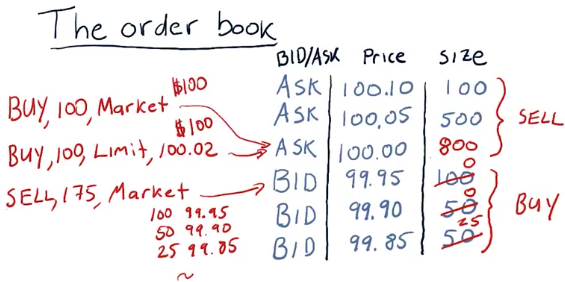 The order book
BID/ASK Price SIZE
$100
ASK 100.10 100
BUY, 100, Market
ASK 100.05 500
SELL
$100
BUY, 100, Limit, 100.02
ASK 100.00 800
0
SELL, 175, Market
BID 99.95 100
0
100 99.95
BID 99.90 50
BUY
50 99.90
25
25 99.85
BID 99.85 50
~